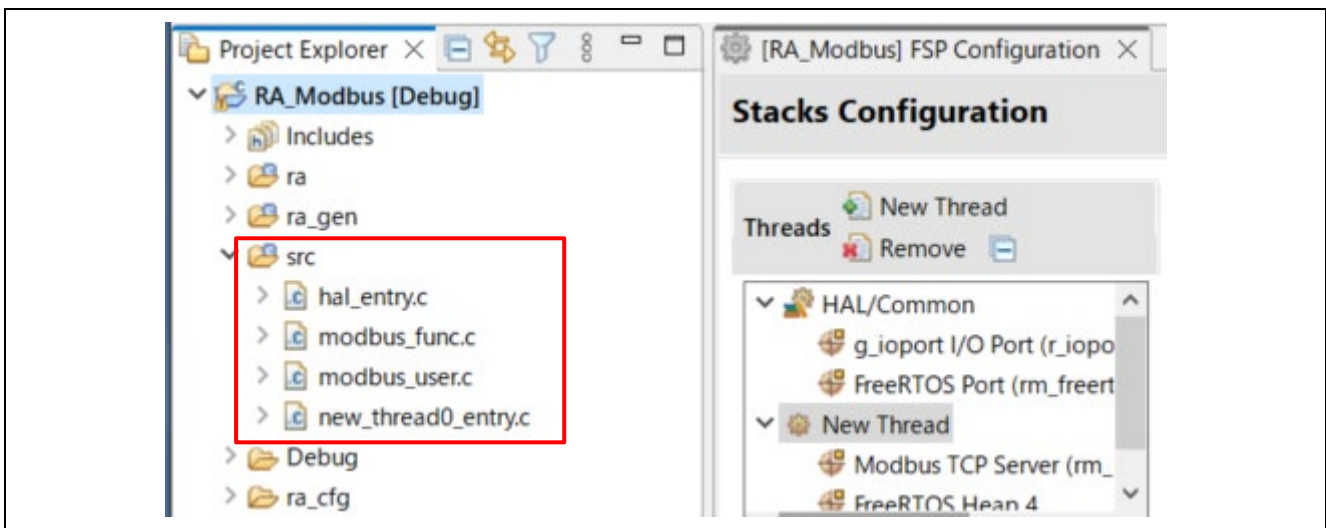 Project Explorer
RA_Modbus [Debug]
Includes
ra
ra_gen
src
hal_entry.c
modbus_func.c
modbus_user.c
new_thread0_entry.c
Debug
ra_cfg
[RA_Modbus] FSP Configuration
Stacks Configuration
Threads
New Thread
Remove
HAL/Common
g_ioport I/O Port (r_iopo
FreeRTOS Port (rm_freert
New Thread
Modbus TCP Server (rm_
FreeRTOS Heap 4